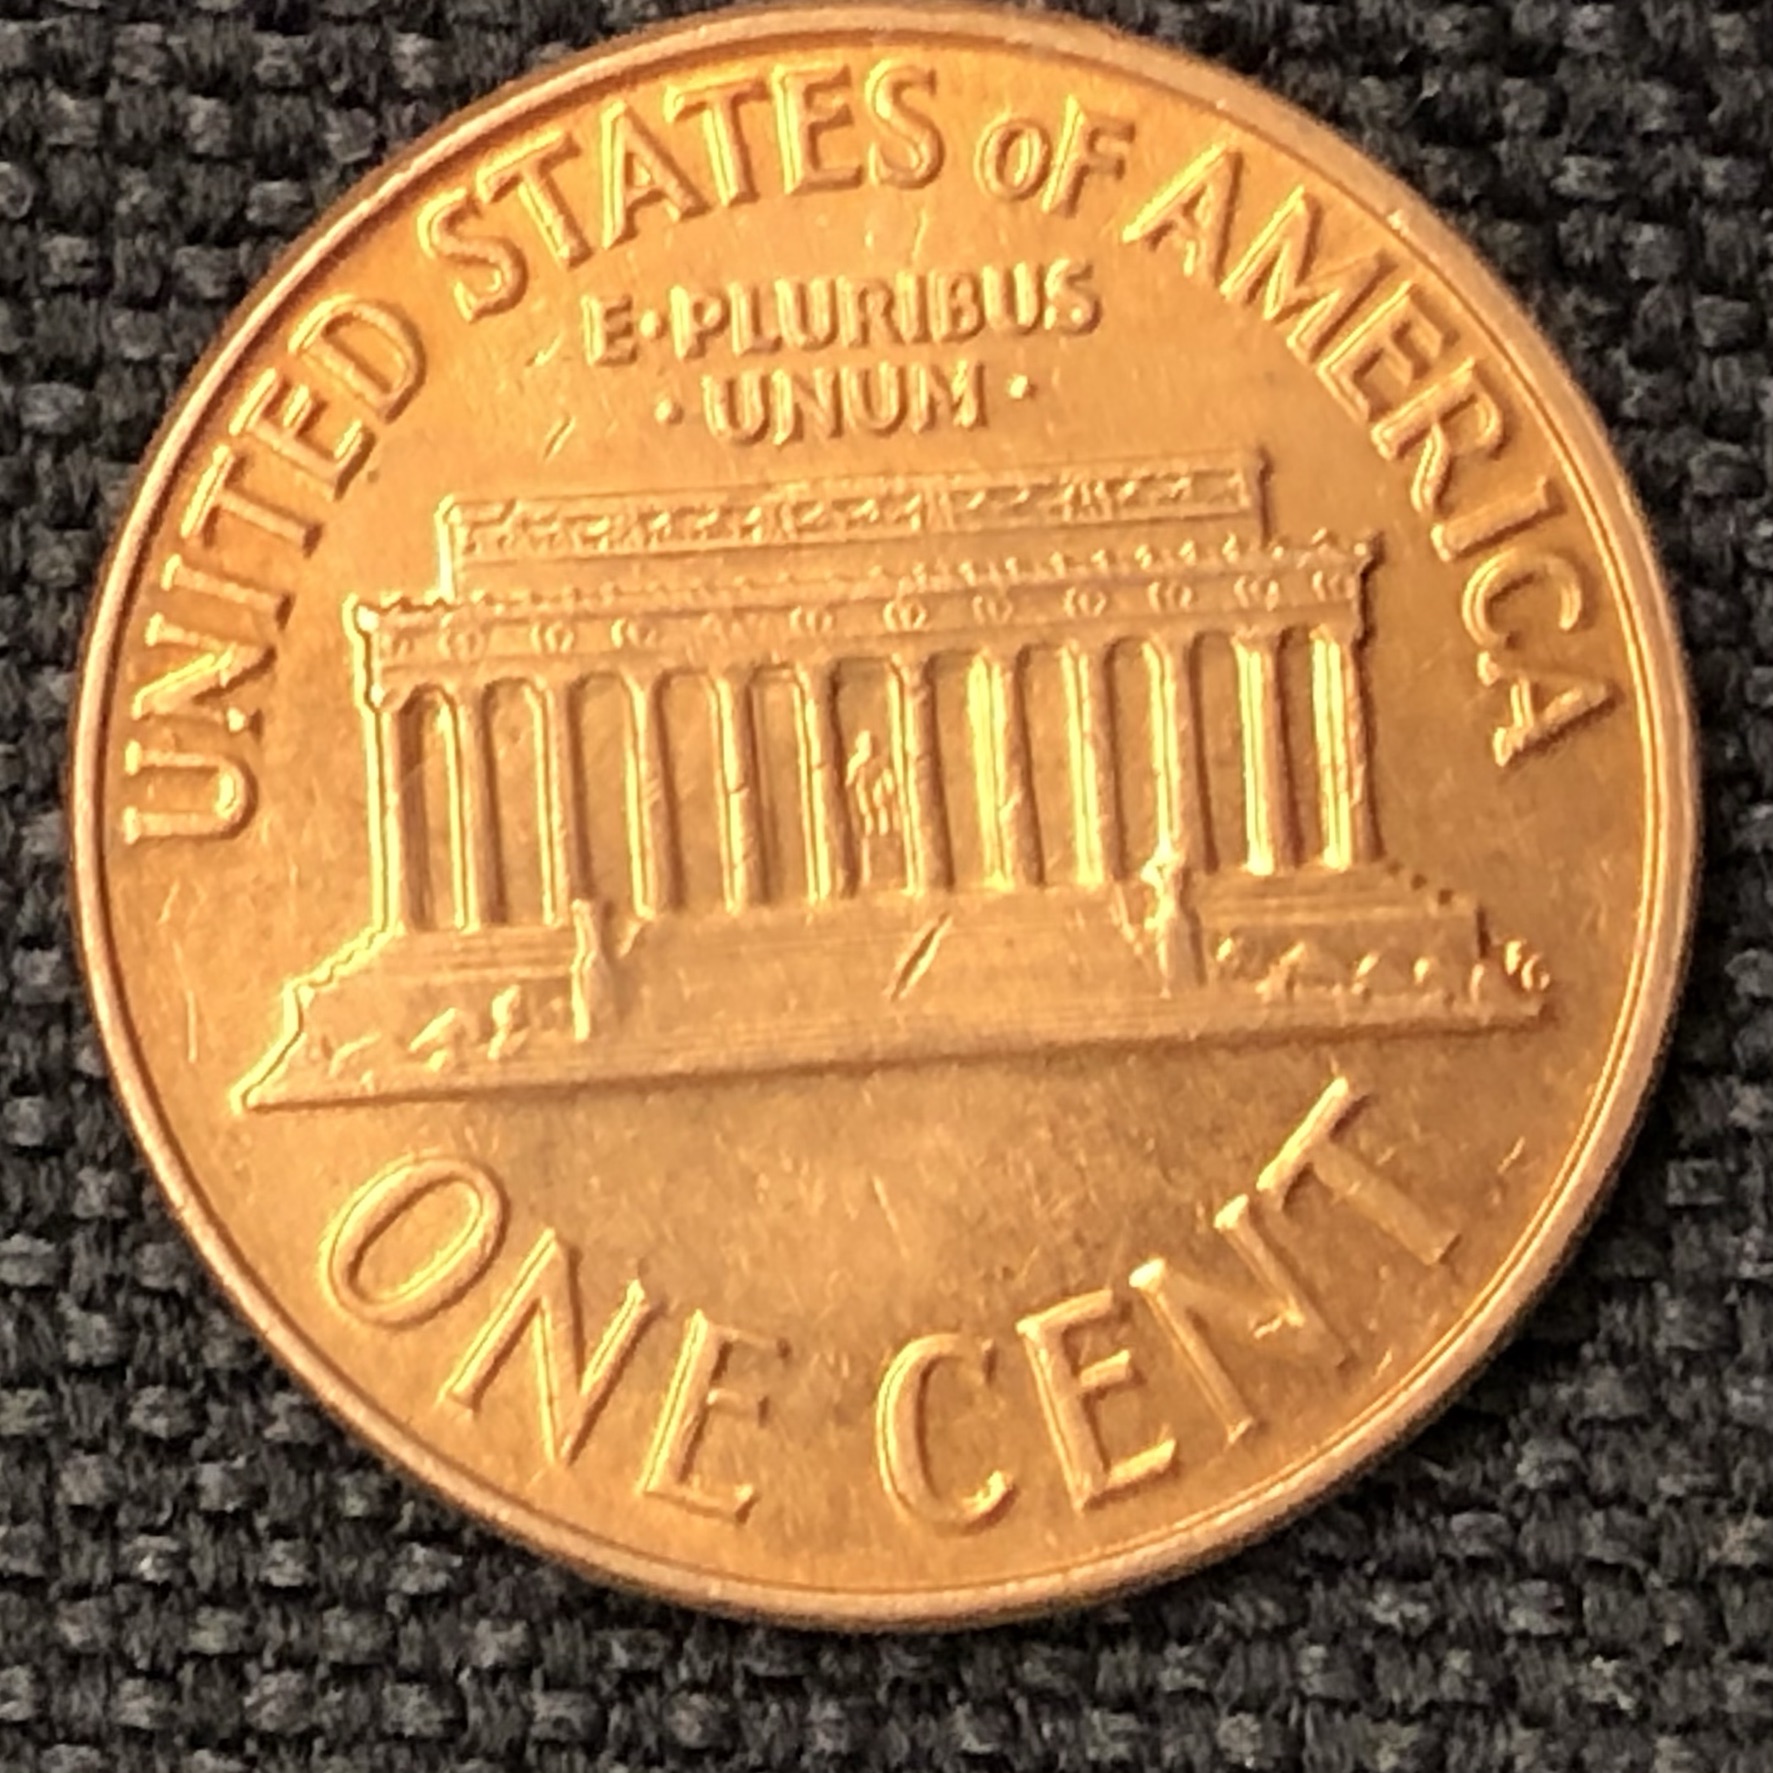 UNITED STATES OF AMERICA
E·PLURIBUS
·UNUM·
ONE CENT